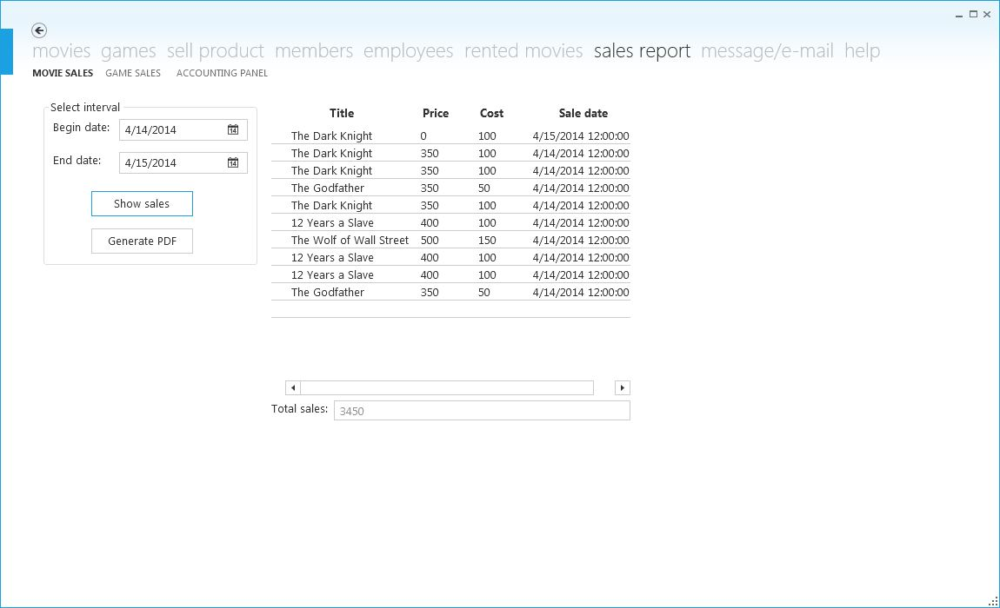 movies games sell product members employees rented movies sales report message/e-mail help
MOVIE SALES GAME SALES ACCOUNTING PANEL
Select interval
Begin date: 4/14/2014 14
End date: 4/15/2014 14
Show sales
Generate PDF
Title Price Cost Sale date
The Dark Knight 0 100 4/15/2014 12:00:00
The Dark Knight 350 100 4/14/2014 12:00:00
The Dark Knight 350 100 4/14/2014 12:00:00
The Godfather 350 50 4/14/2014 12:00:00
The Dark Knight 350 100 4/14/2014 12:00:00
12 Years a Slave 400 100 4/14/2014 12:00:00
The Wolf of Wall Street 500 150 4/14/2014 12:00:00
12 Years a Slave 400 100 4/14/2014 12:00:00
12 Years a Slave 400 100 4/14/2014 12:00:00
The Godfather 350 50 4/14/2014 12:00:00
Total sales: 3450